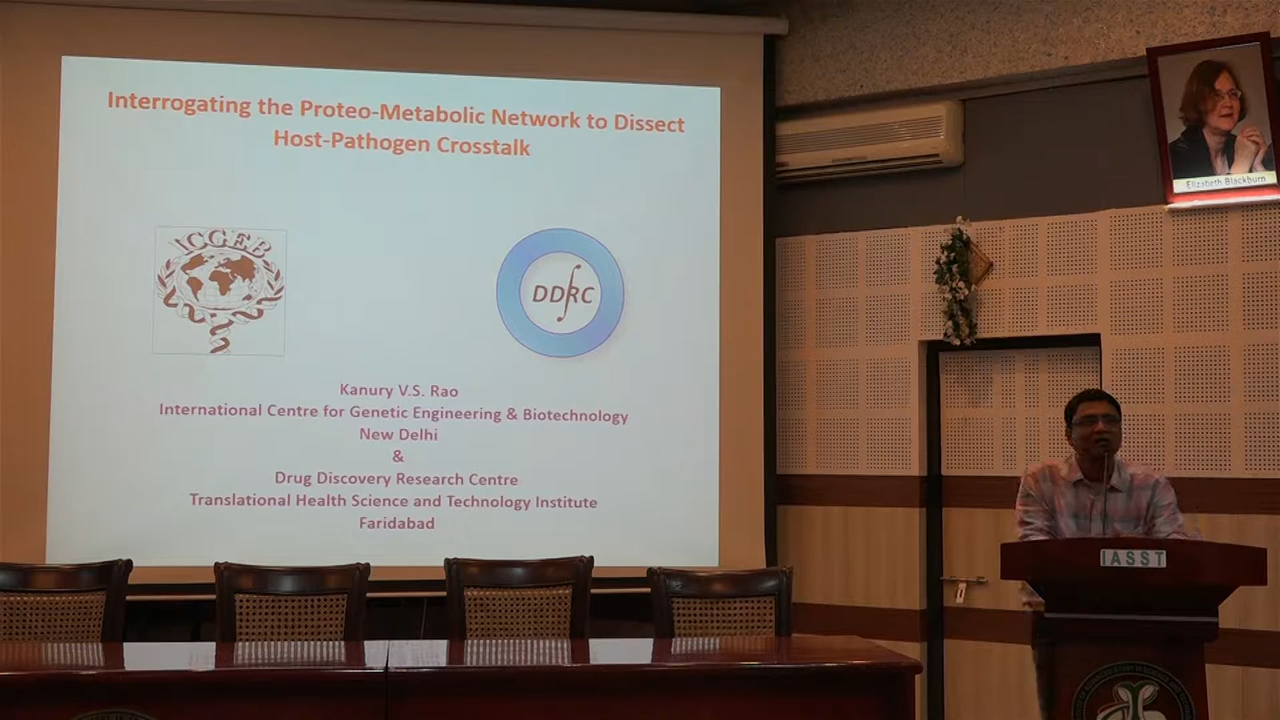 Interrogating the Proteo-Metabolic Network to Dissect
Host-Pathogen Crosstalk
ICGEB
DDRC
Kanury V.S. Rao
International Centre for Genetic Engineering & Biotechnology
New Delhi
&
Drug Discovery Research Centre
Translational Health Science and Technology Institute
Faridabad
Elizabeth Blackburn
IASST